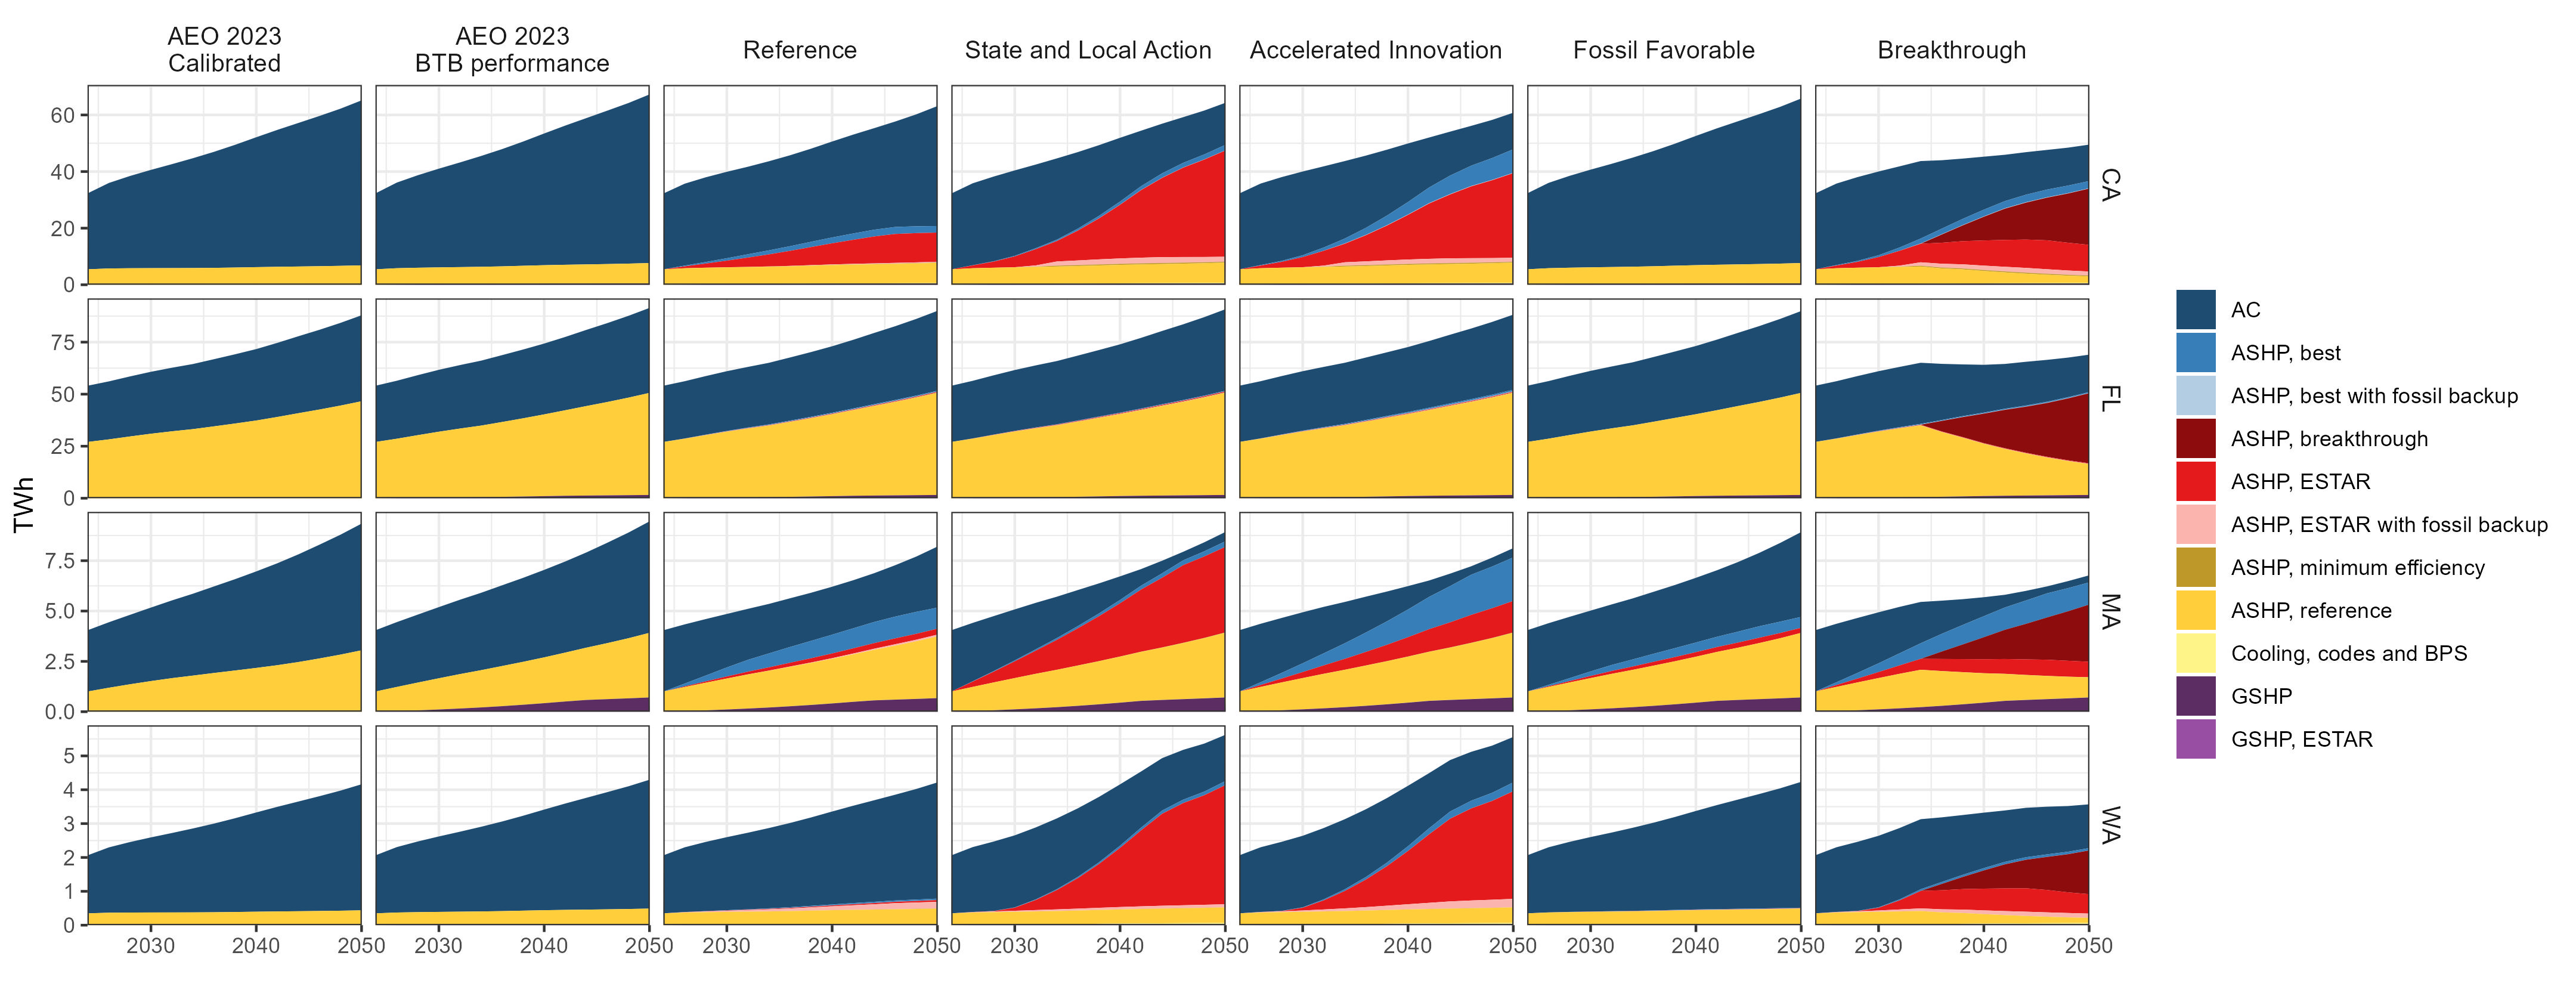 AEO 2023
Calibrated
AEO 2023
BTB performance
Reference
State and Local Action
Accelerated Innovation
Fossil Favorable
Breakthrough
TWh
60
40
20
0
CA
75
50
25
0
FL
7.5
5.0
2.5
0.0
MA
5
4
3
2
1
0
WA
2030 2040 2050 2030 2040 2050 2030 2040 2050 2030 2040 2050 2030 2040 2050 2030 2040 2050 2030 2040 2050
AC
ASHP, best
ASHP, best with fossil backup
ASHP, breakthrough
ASHP, ESTAR
ASHP, ESTAR with fossil backup
ASHP, minimum efficiency
ASHP, reference
Cooling, codes and BPS
GSHP
GSHP, ESTAR